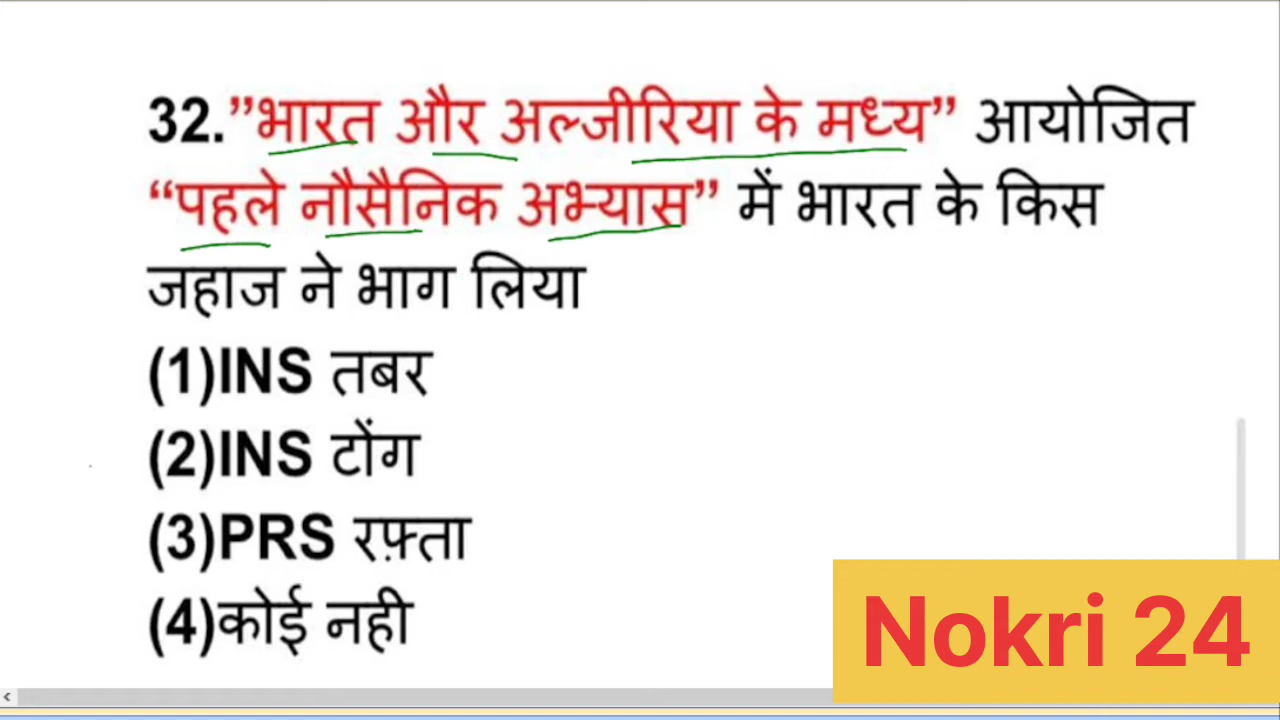 32.”भारत और अल्जीरिया के मध्य” आयोजित
“पहले नौसैनिक अभ्यास” में भारत के किस
जहाज ने भाग लिया
(1)INS तबर
(2)INS टोंग
(3)PRS रफ़्ता
(4)कोई नही
Nokri 24